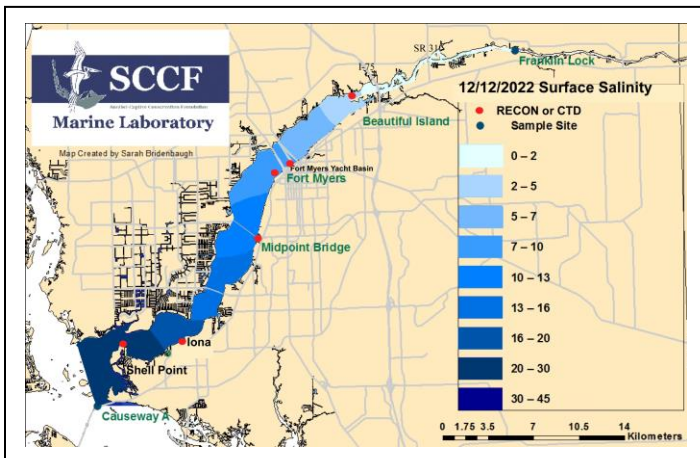 SCCF
Sanibel-Captiva Conservation Foundation
Marine Laboratory
Map Created by Sarah Bridenbaugh
I-75
SR 31
Franklin Lock
Beautiful Island
Fort Myers Yacht Basin
Fort Myers
Midpoint Bridge
Iona
Shell Point
Causeway A
12/12/2022 Surface Salinity
RECON or CTD
Sample Site
0 – 2
2 – 5
5 – 7
7 – 10
10 – 13
13 – 16
16 – 20
20 – 30
30 – 45
0 1.75 3.5 7 10.5 14
Kilometers